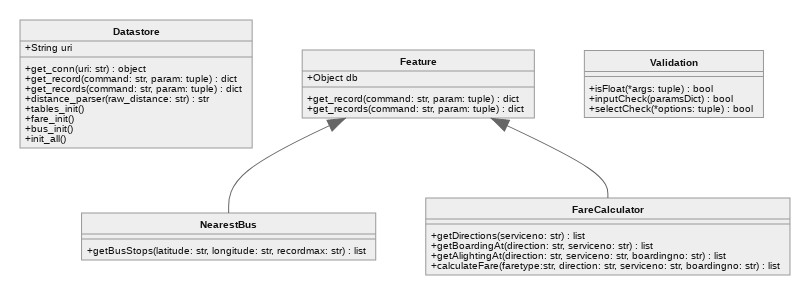 Datastore
+String uri
+get_conn(uri: str) : object
+get_record(command: str, param: tuple) : dict
+get_records(command: str, param: tuple) : dict
+distance_parser(raw_distance: str) : str
+tables_init()
+fare_init()
+bus_init()
+init_all()
Feature
+Object db
+get_record(command: str, param: tuple) : dict
+get_records(command: str, param: tuple) : dict
Validation
+isFloat(*args: tuple) : bool
+inputCheck(paramsDict) : bool
+selectCheck(*options: tuple) : bool
NearestBus
+getBusStops(latitude: str, longitude: str, recordmax: str) : list
FareCalculator
+getDirections(serviceno: str) : list
+getBoardingAt(direction: str, serviceno: str) : list
+getAlightingAt(direction: str, serviceno: str, boardingno: str) : list
+calculateFare(faretype:str, direction: str, serviceno: str, boardingno: str) : list